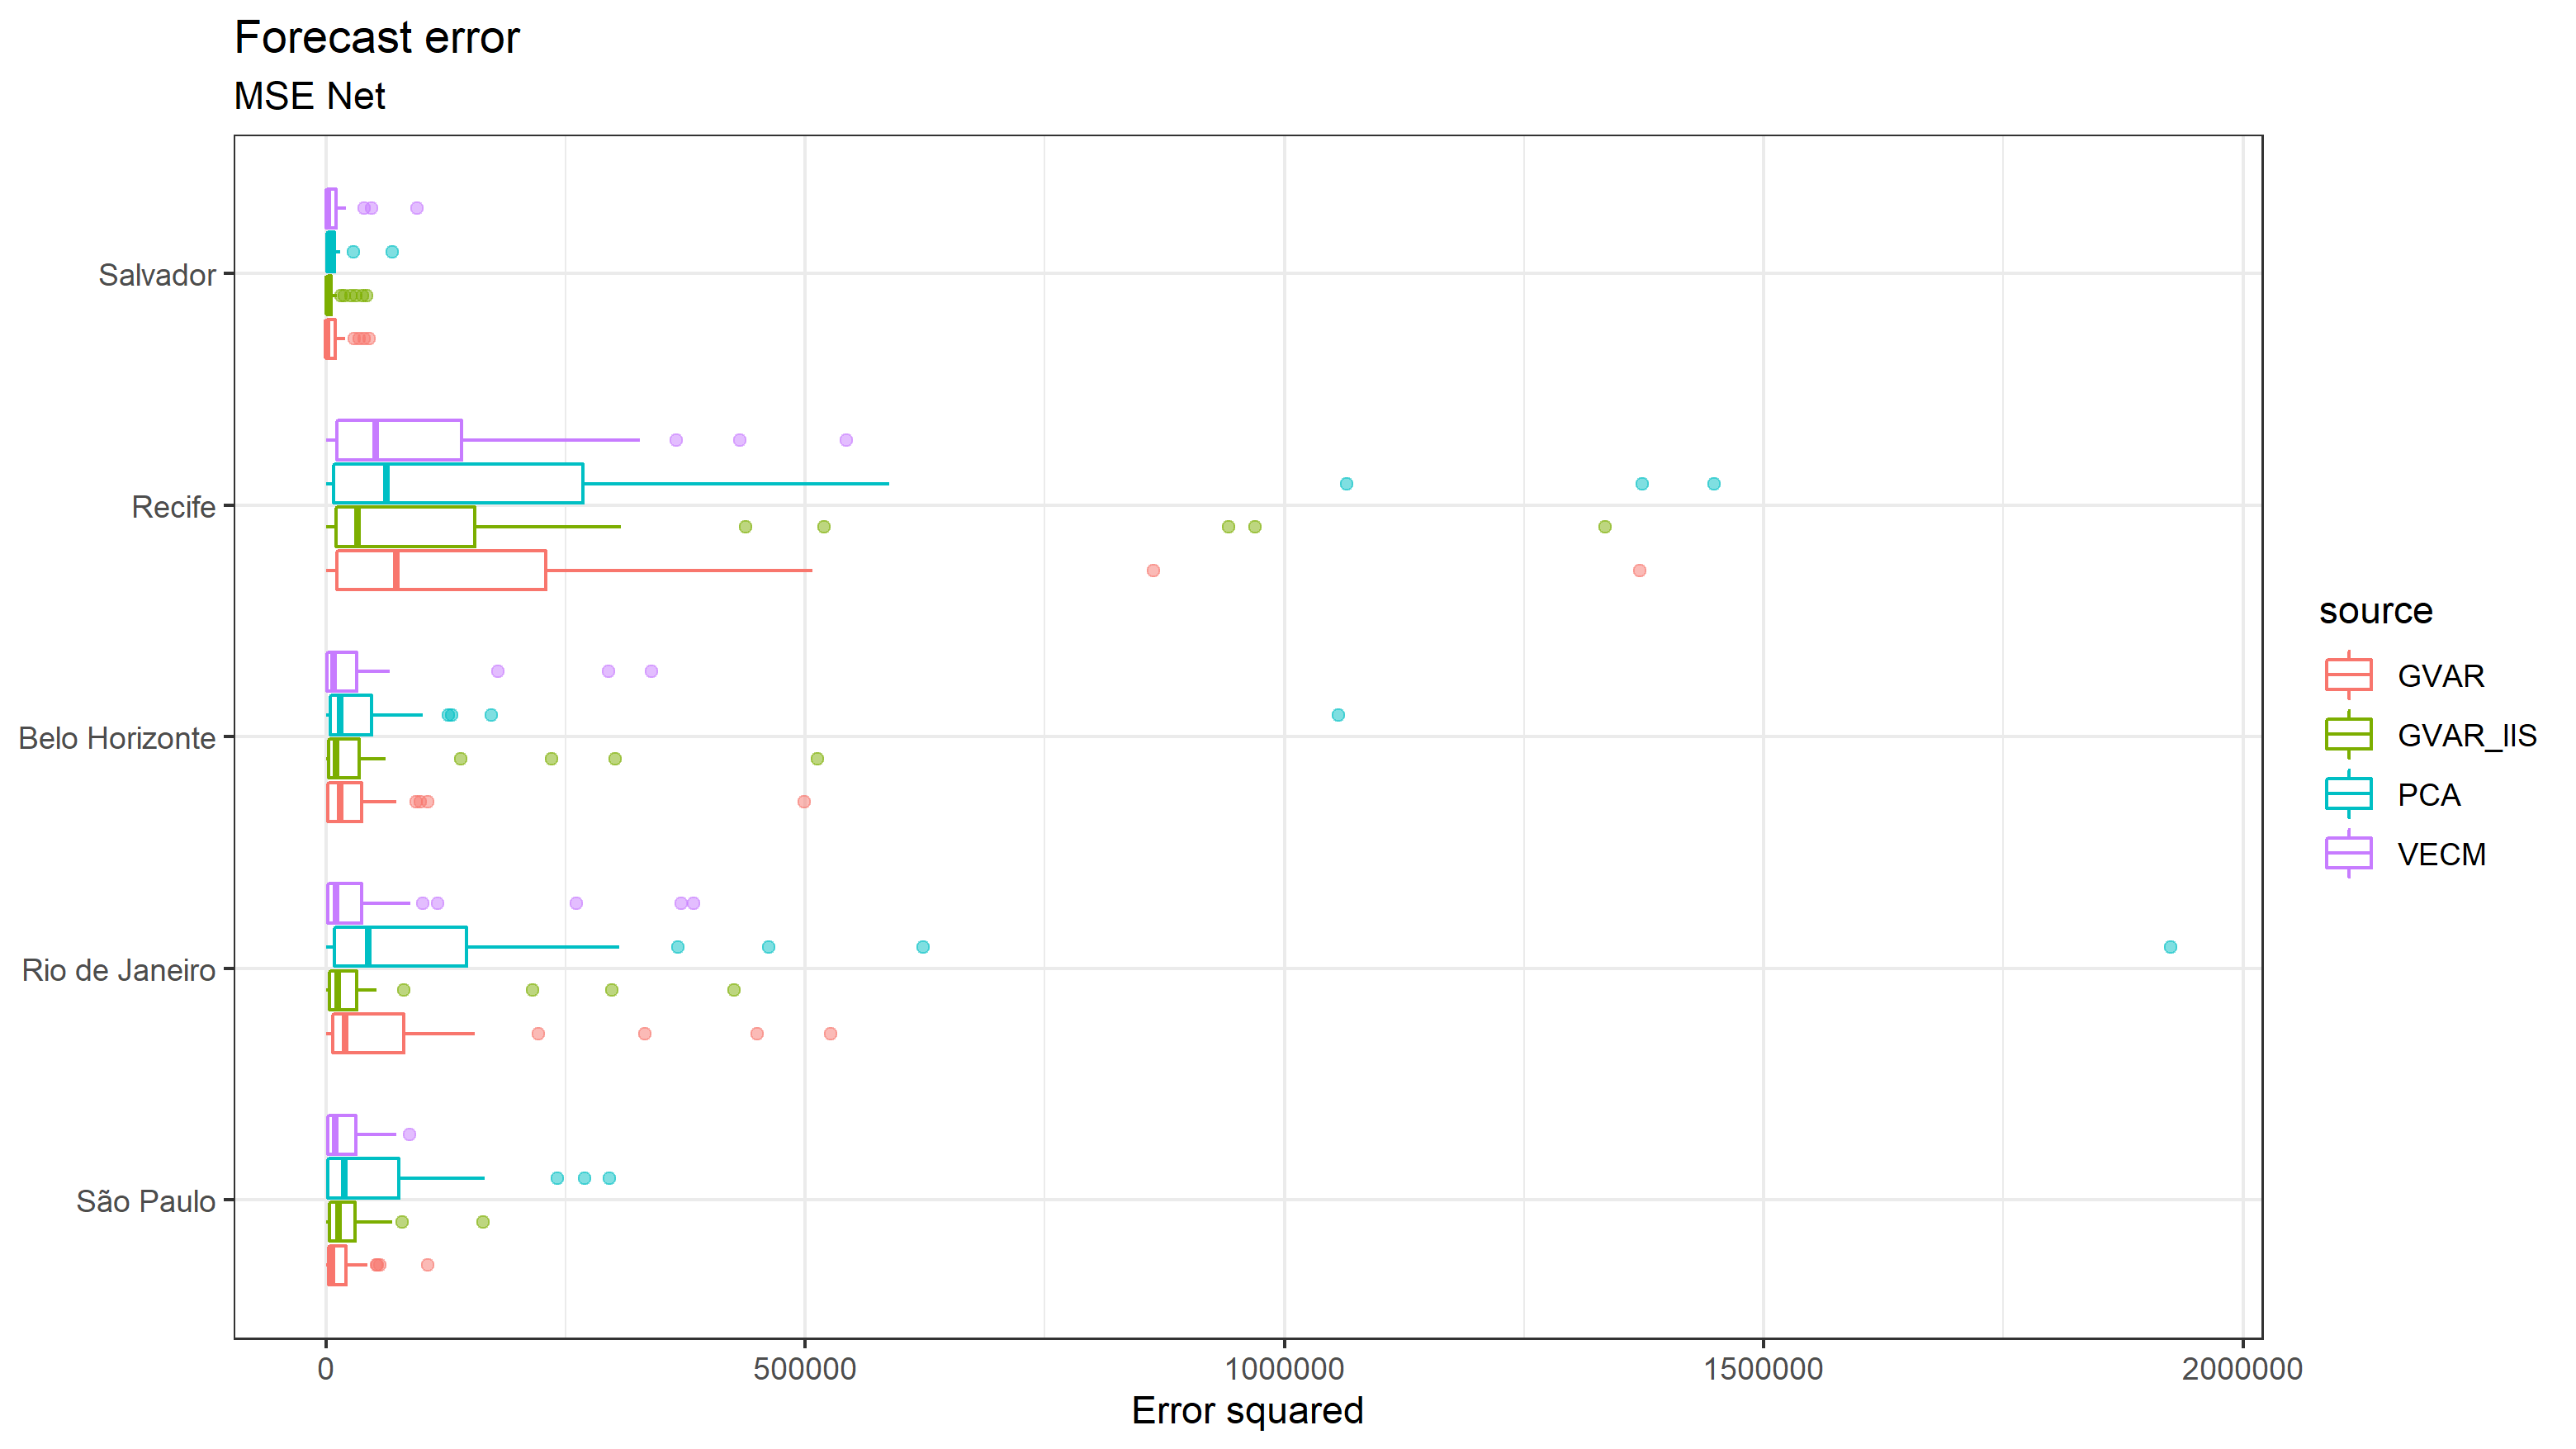 Forecast error
MSE Net
Salvador
Recife
Belo Horizonte
Rio de Janeiro
São Paulo
0
500000
1000000
1500000
2000000
Error squared
source
GVAR
GVAR_IIS
PCA
VECM